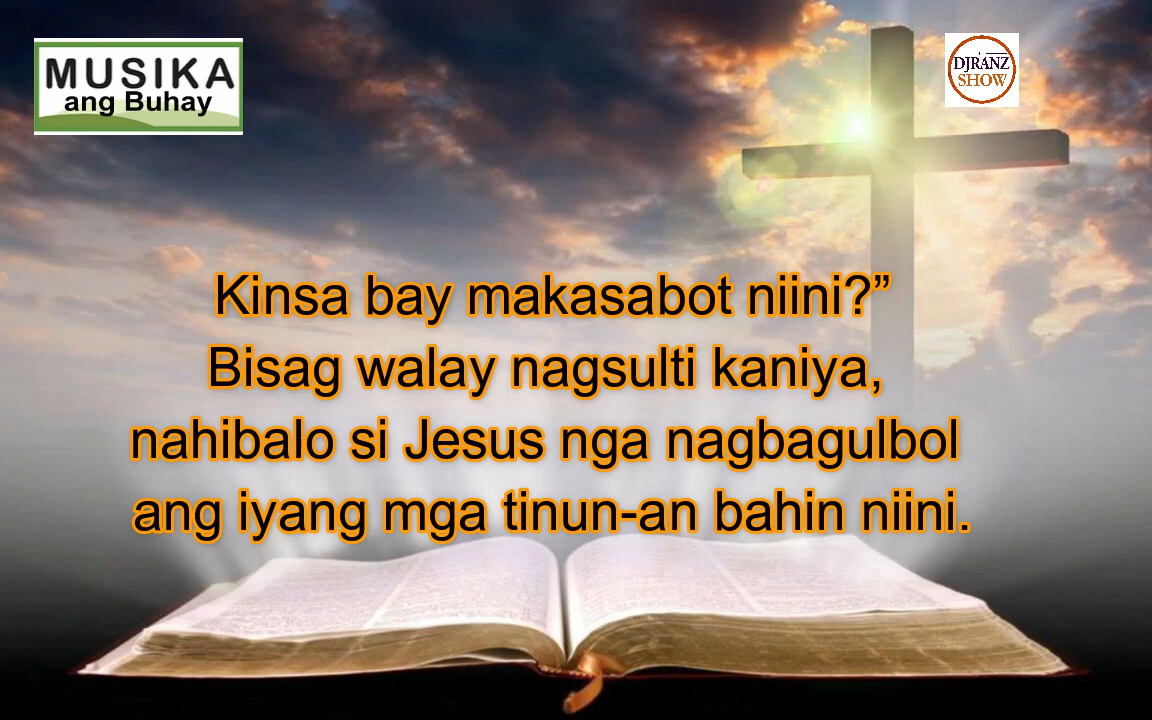 MUSIKA
ang Buhay
DJRANZ
SHOW
Kinsa bay makasabot niini?”
Bisag walay nagsulti kaniya,
nahibalo si Jesus nga nagbagulbol
ang iyang mga tinun-an bahin niini.